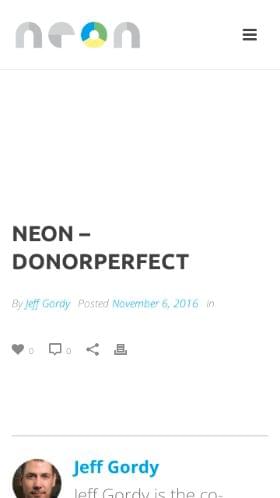 neon
NEON –
DONORPERFECT
By Jeff Gordy Posted November 6, 2016 in
0 0
Jeff Gordy
Jeff Gordy is the co-